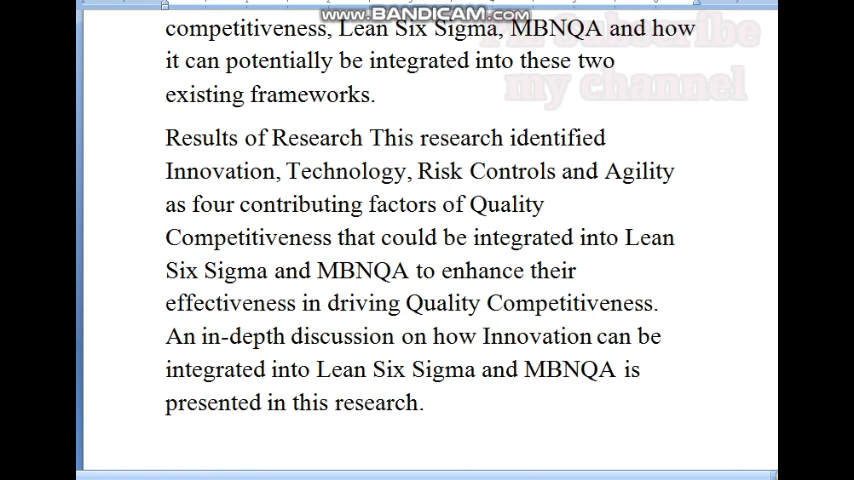 www.BANDICAM.com
competitiveness, Lean Six Sigma, MBNQA and how
it can potentially be integrated into these two
existing frameworks.
my channel
Results of Research This research identified
Innovation, Technology, Risk Controls and Agility
as four contributing factors of Quality
Competitiveness that could be integrated into Lean
Six Sigma and MBNQA to enhance their
effectiveness in driving Quality Competitiveness.
An in-depth discussion on how Innovation can be
integrated into Lean Six Sigma and MBNQA is
presented in this research.